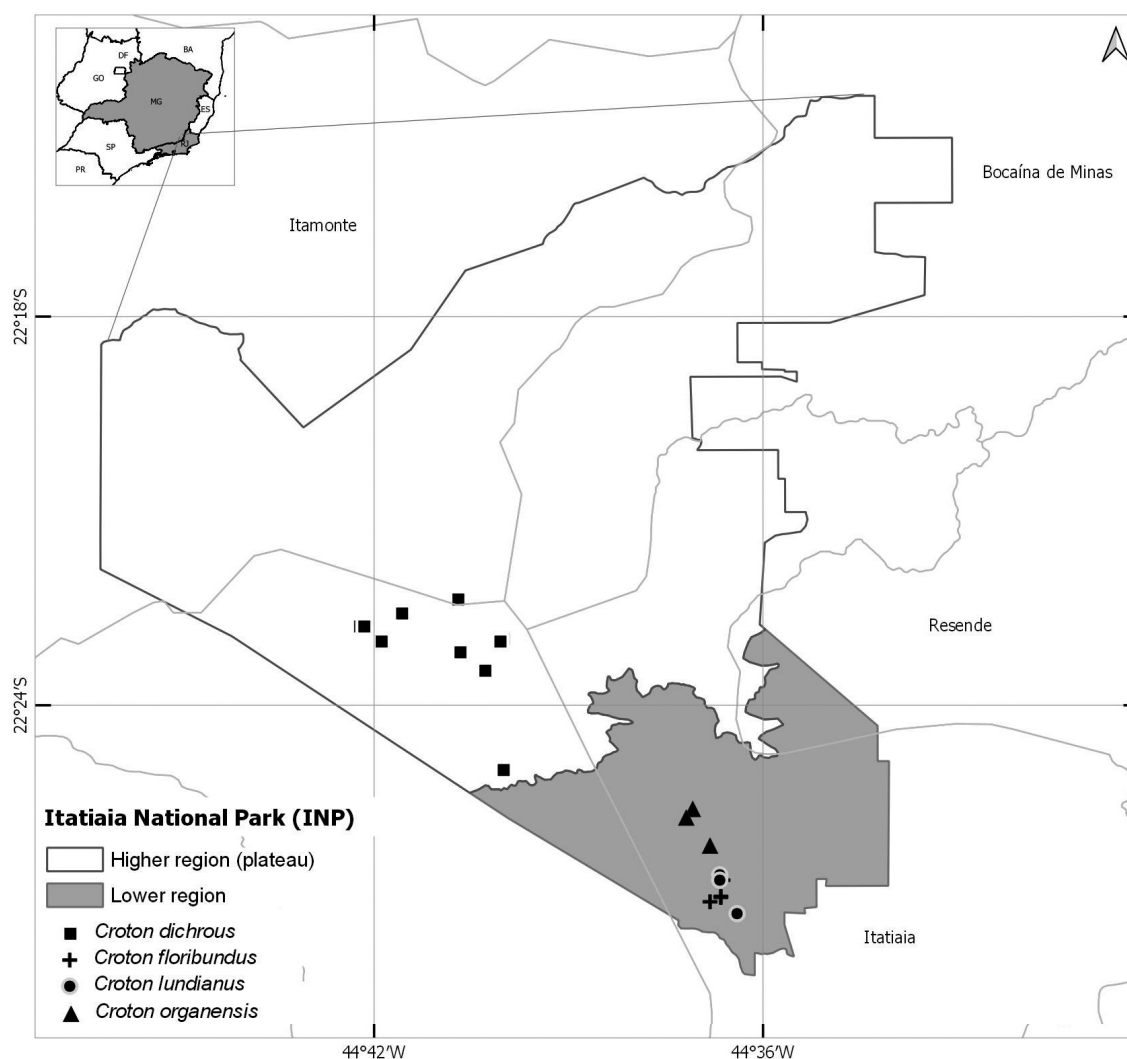 DF
BA
GO
MG
ES
SP
RJ
PR
Bocaína de Minas
Itamonte
22°18'S
Resende
22°24'S
Itatiaia National Park (INP)
Higher region (plateau)
Lower region
Croton dichrous
Croton floribundus
Croton lundianus
Croton organensis
Itatiaia
44°42'W
44°36'W